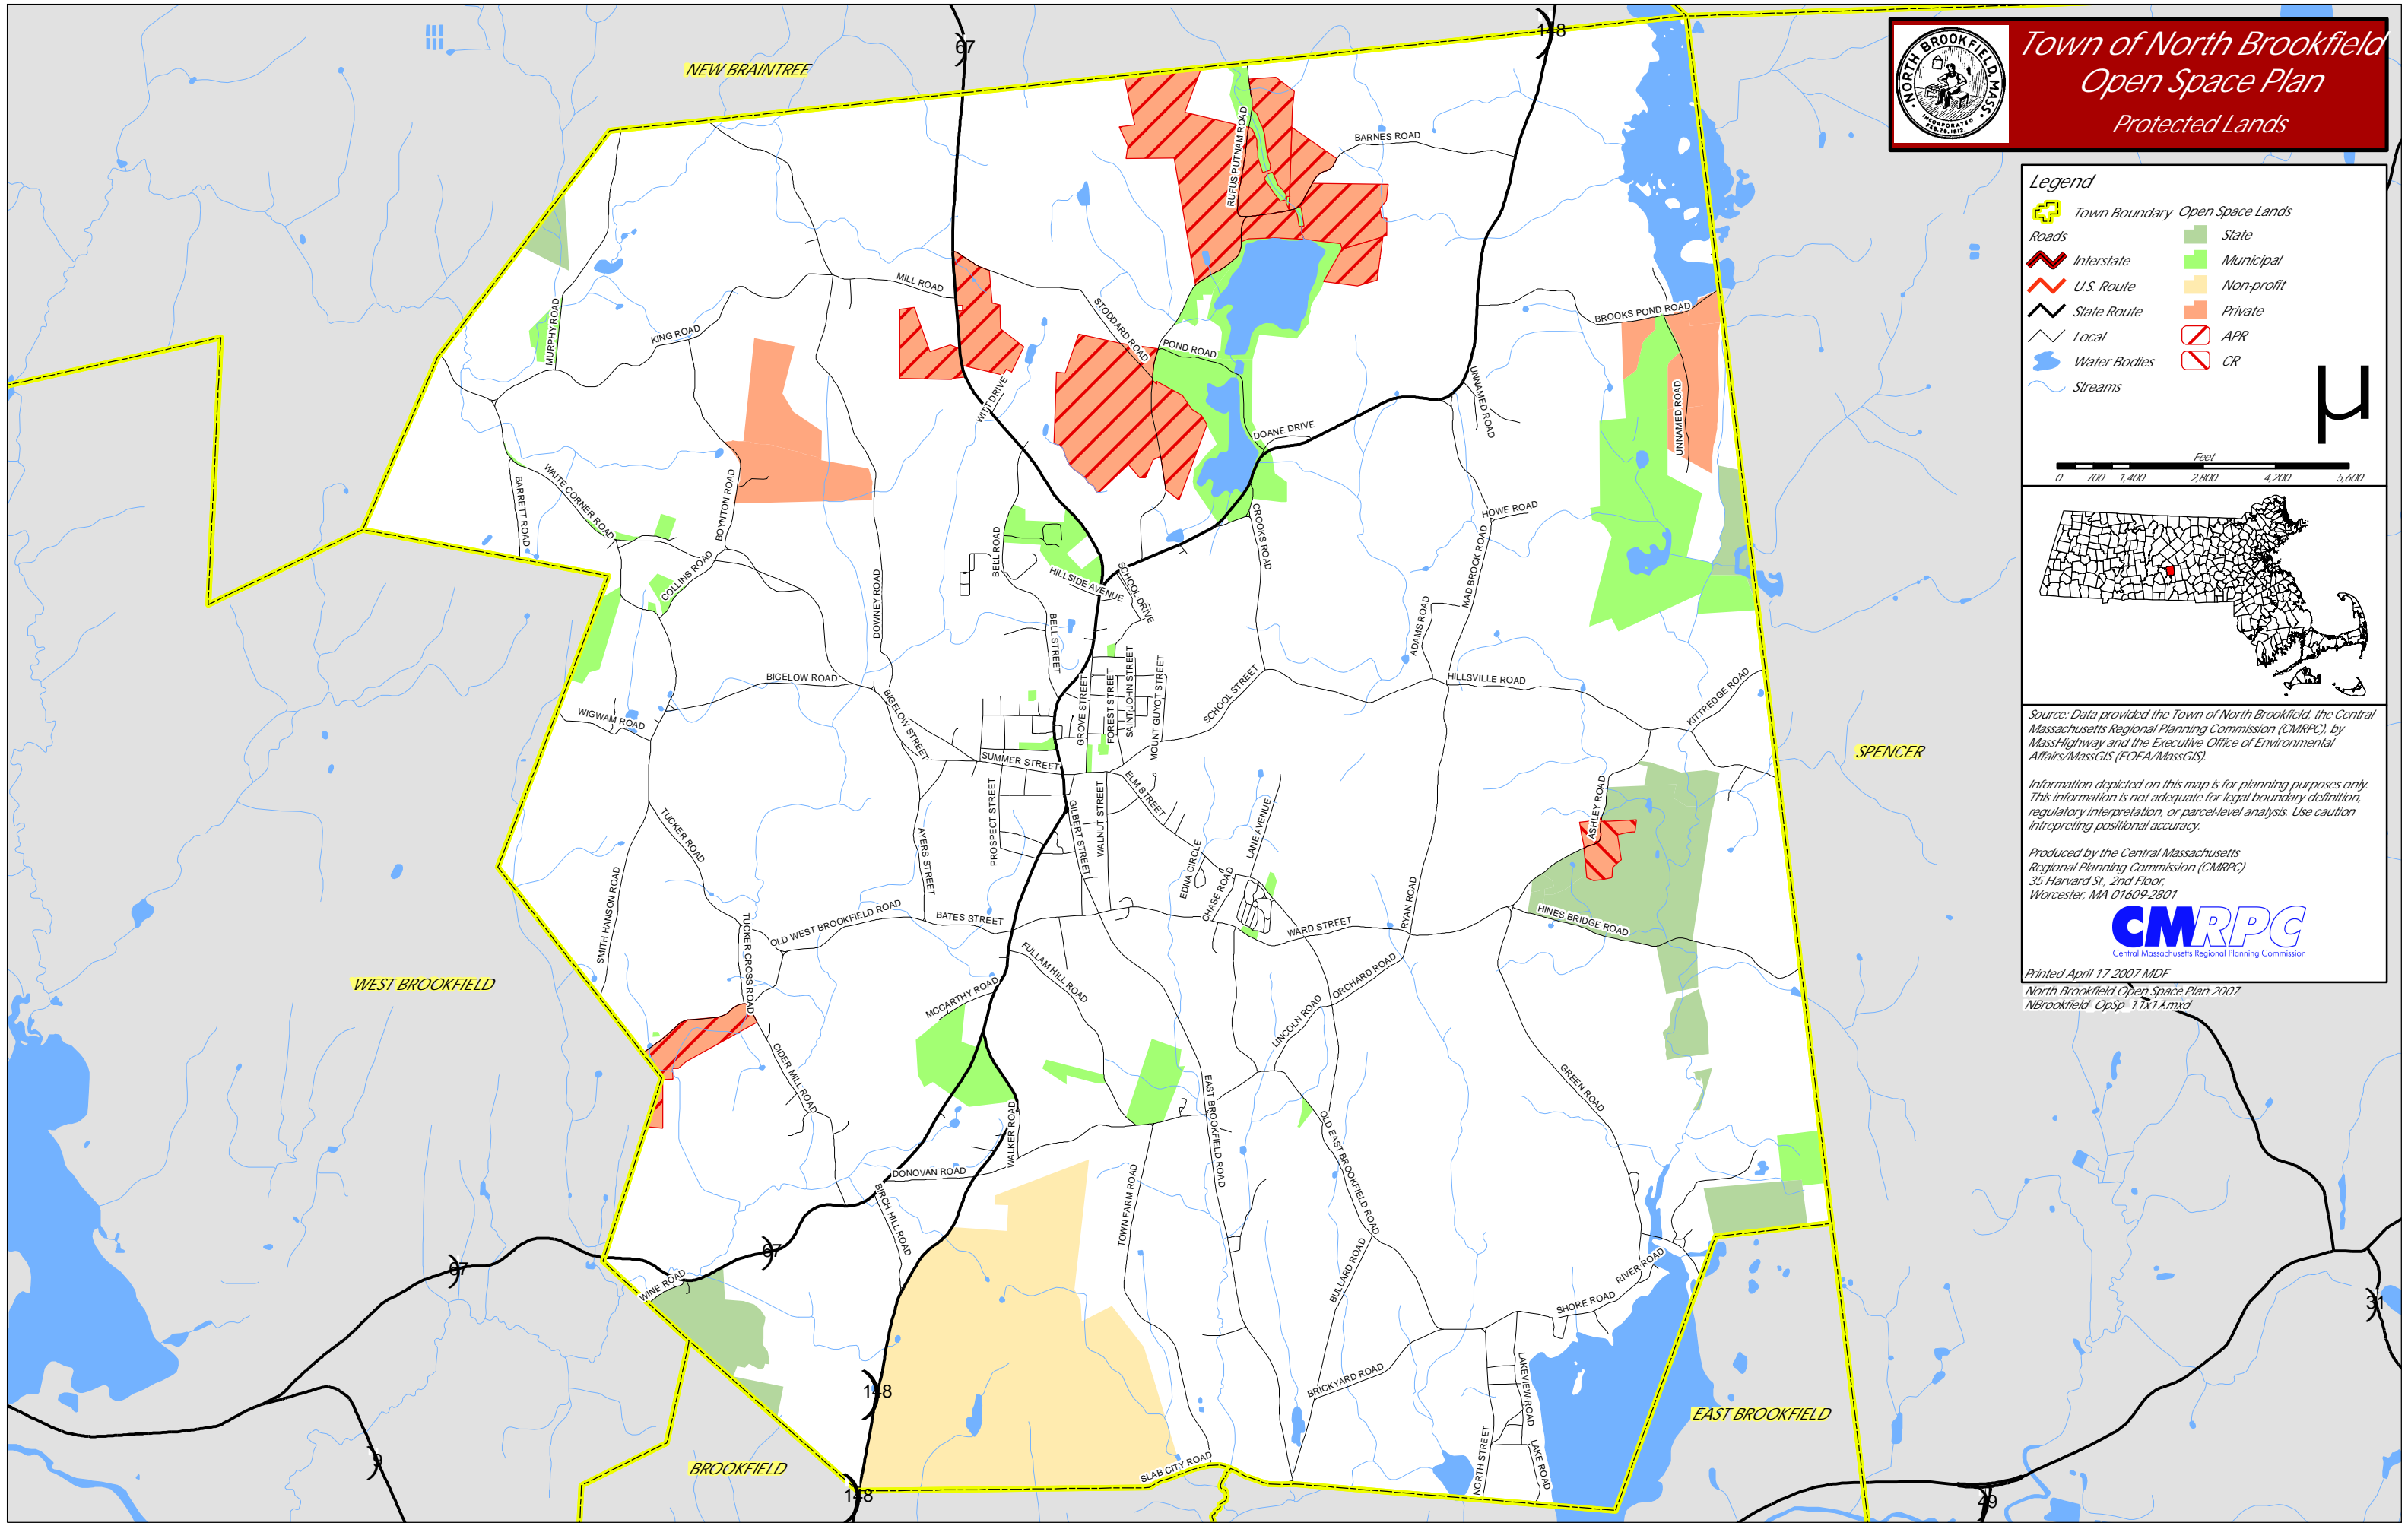 Town of North Brookfield
Open Space Plan
Protected Lands
NORTH BROOKFIELD, MASS.
INCORPORATED
FEB. 28, 1812.
Legend
Town Boundary
Roads
Interstate
U.S. Route
State Route
Local
Water Bodies
Streams
Open Space Lands
State
Municipal
Non-profit
Private
APR
CR
µ
Feet
0 700 1,400 2,800 4,200 5,600
Source: Data provided the Town of North Brookfield, the Central
Massachusetts Regional Planning Commission (CMRPC), by
MassHighway and the Executive Office of Environmental
Affairs/MassGIS (EOEA/MassGIS).
Information depicted on this map is for planning purposes only.
This information is not adequate for legal boundary definition,
regulatory interpretation, or parcel-level analysis. Use caution
intrepreting positional accuracy.
Produced by the Central Massachusetts
Regional Planning Commission (CMRPC)
35 Harvard St., 2nd Floor,
Worcester, MA 01609-2801
CMRPC
Central Massachusetts Regional Planning Commission
Printed April 17 2007 MDF
North Brookfield Open Space Plan 2007
NBrookfield_OpSp_11x17.mxd
NEW BRAINTREE
67
148
BARNES ROAD
RUFUS PUTNAM ROAD
MILL ROAD
STODDARD ROAD
BROOKS POND ROAD
MURPHY ROAD
KING ROAD
POND ROAD
WITT DRIVE
UNNAMED ROAD
UNNAMED ROAD
DOANE DRIVE
WAITE CORNER ROAD
BARRETT ROAD
BOYNTON ROAD
CROOKS ROAD
HOWE ROAD
BELL ROAD
MAD BROOK ROAD
COLLINS ROAD
HILLSIDE AVENUE
SCHOOL DRIVE
DOWNEY ROAD
BELL STREET
ADAMS ROAD
BIGELOW ROAD
HILLSVILLE ROAD
KITTREDGE ROAD
WIGWAM ROAD
BIGELOW STREET
GROVE STREET
FOREST STREET
SAINT JOHN STREET
MOUNT GUYOT STREET
SCHOOL STREET
SUMMER STREET
SPENCER
ELM STREET
PROSPECT STREET
GILBERT STREET
WALNUT STREET
TUCKER ROAD
AYERS STREET
LANE AVENUE
EDNA CIRCLE
CHASE ROAD
ASHLEY ROAD
SMITH HANSON ROAD
TUCKER CROSS ROAD
OLD WEST BROOKFIELD ROAD
BATES STREET
WARD STREET
RYAN ROAD
HINES BRIDGE ROAD
WEST BROOKFIELD
MCCARTHY ROAD
FULLAM HILL ROAD
ORCHARD ROAD
LINCOLN ROAD
CIDER MILL ROAD
GREEN ROAD
EAST BROOKFIELD ROAD
OLD EAST BROOKFIELD ROAD
WALKER ROAD
DONOVAN ROAD
BIRCH HILL ROAD
TOWN FARM ROAD
67
67
WINE ROAD
BULLARD ROAD
RIVER ROAD
SHORE ROAD
31
BRICKYARD ROAD
LAKEVIEW ROAD
148
EAST BROOKFIELD
9
BROOKFIELD
SLAB CITY ROAD
NORTH STREET
LAKE ROAD
148
49